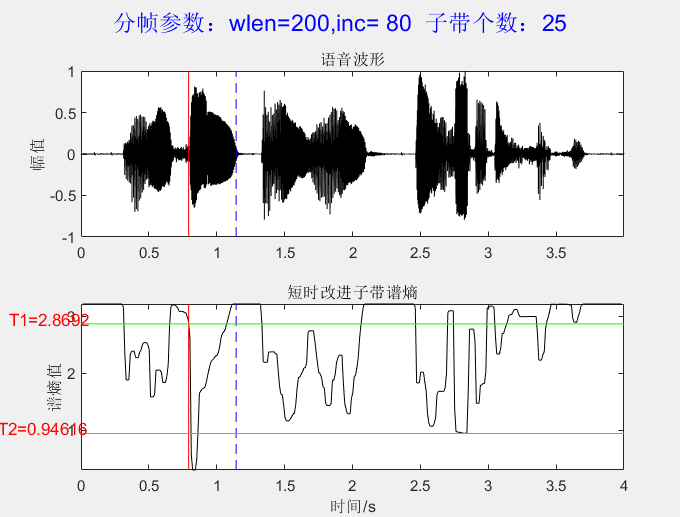 分帧参数：wlen=200,inc= 80 子带个数：25
语音波形
1
0.5
0
-0.5
-1
幅值
0 0.5 1 1.5 2 2.5 3 3.5
短时改进子带谱熵
3
T1=2.8692
2
谱熵值
1
T2=0.94616
0 0.5 1 1.5 2 2.5 3 3.5 4
时间/s